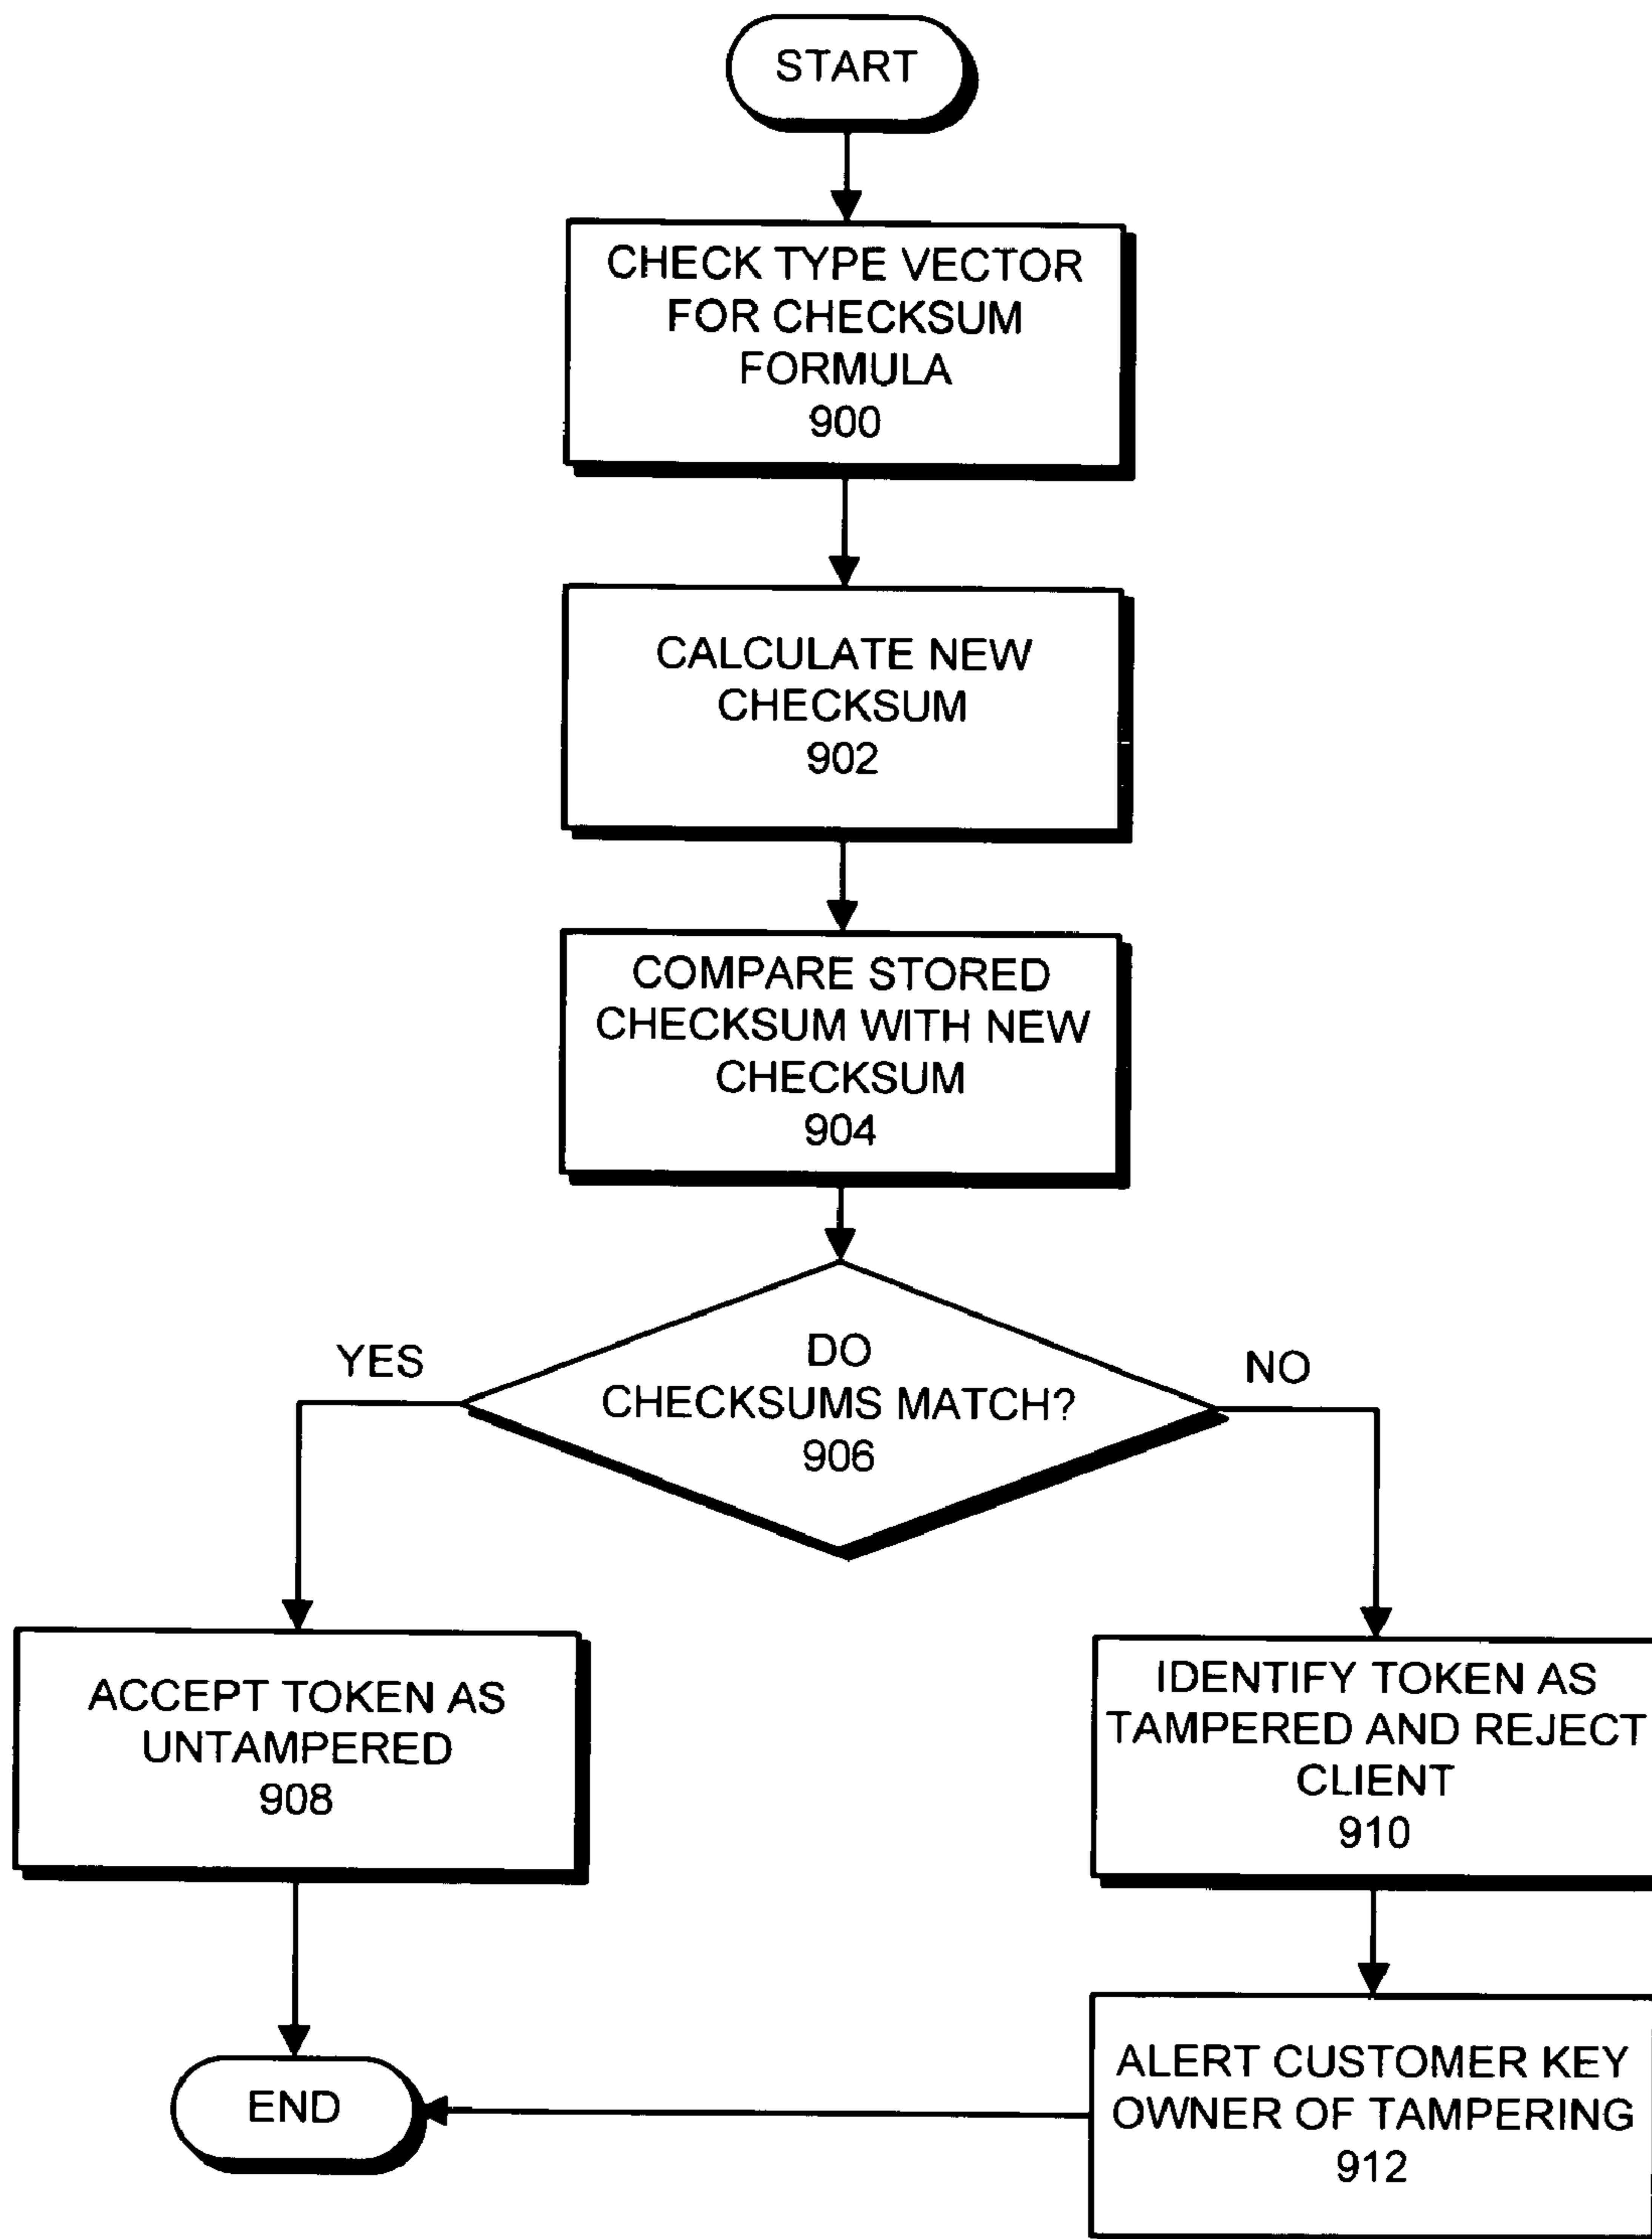 START
CHECK TYPE VECTOR
FOR CHECKSUM
FORMULA
900
CALCULATE NEW
CHECKSUM
902
COMPARE STORED
CHECKSUM WITH NEW
CHECKSUM
904
DO
CHECKSUMS MATCH?
906
YES
NO
ACCEPT TOKEN AS
UNTAMPERED
908
IDENTIFY TOKEN AS
TAMPERED AND REJECT
CLIENT
910
ALERT CUSTOMER KEY
OWNER OF TAMPERING
912
END